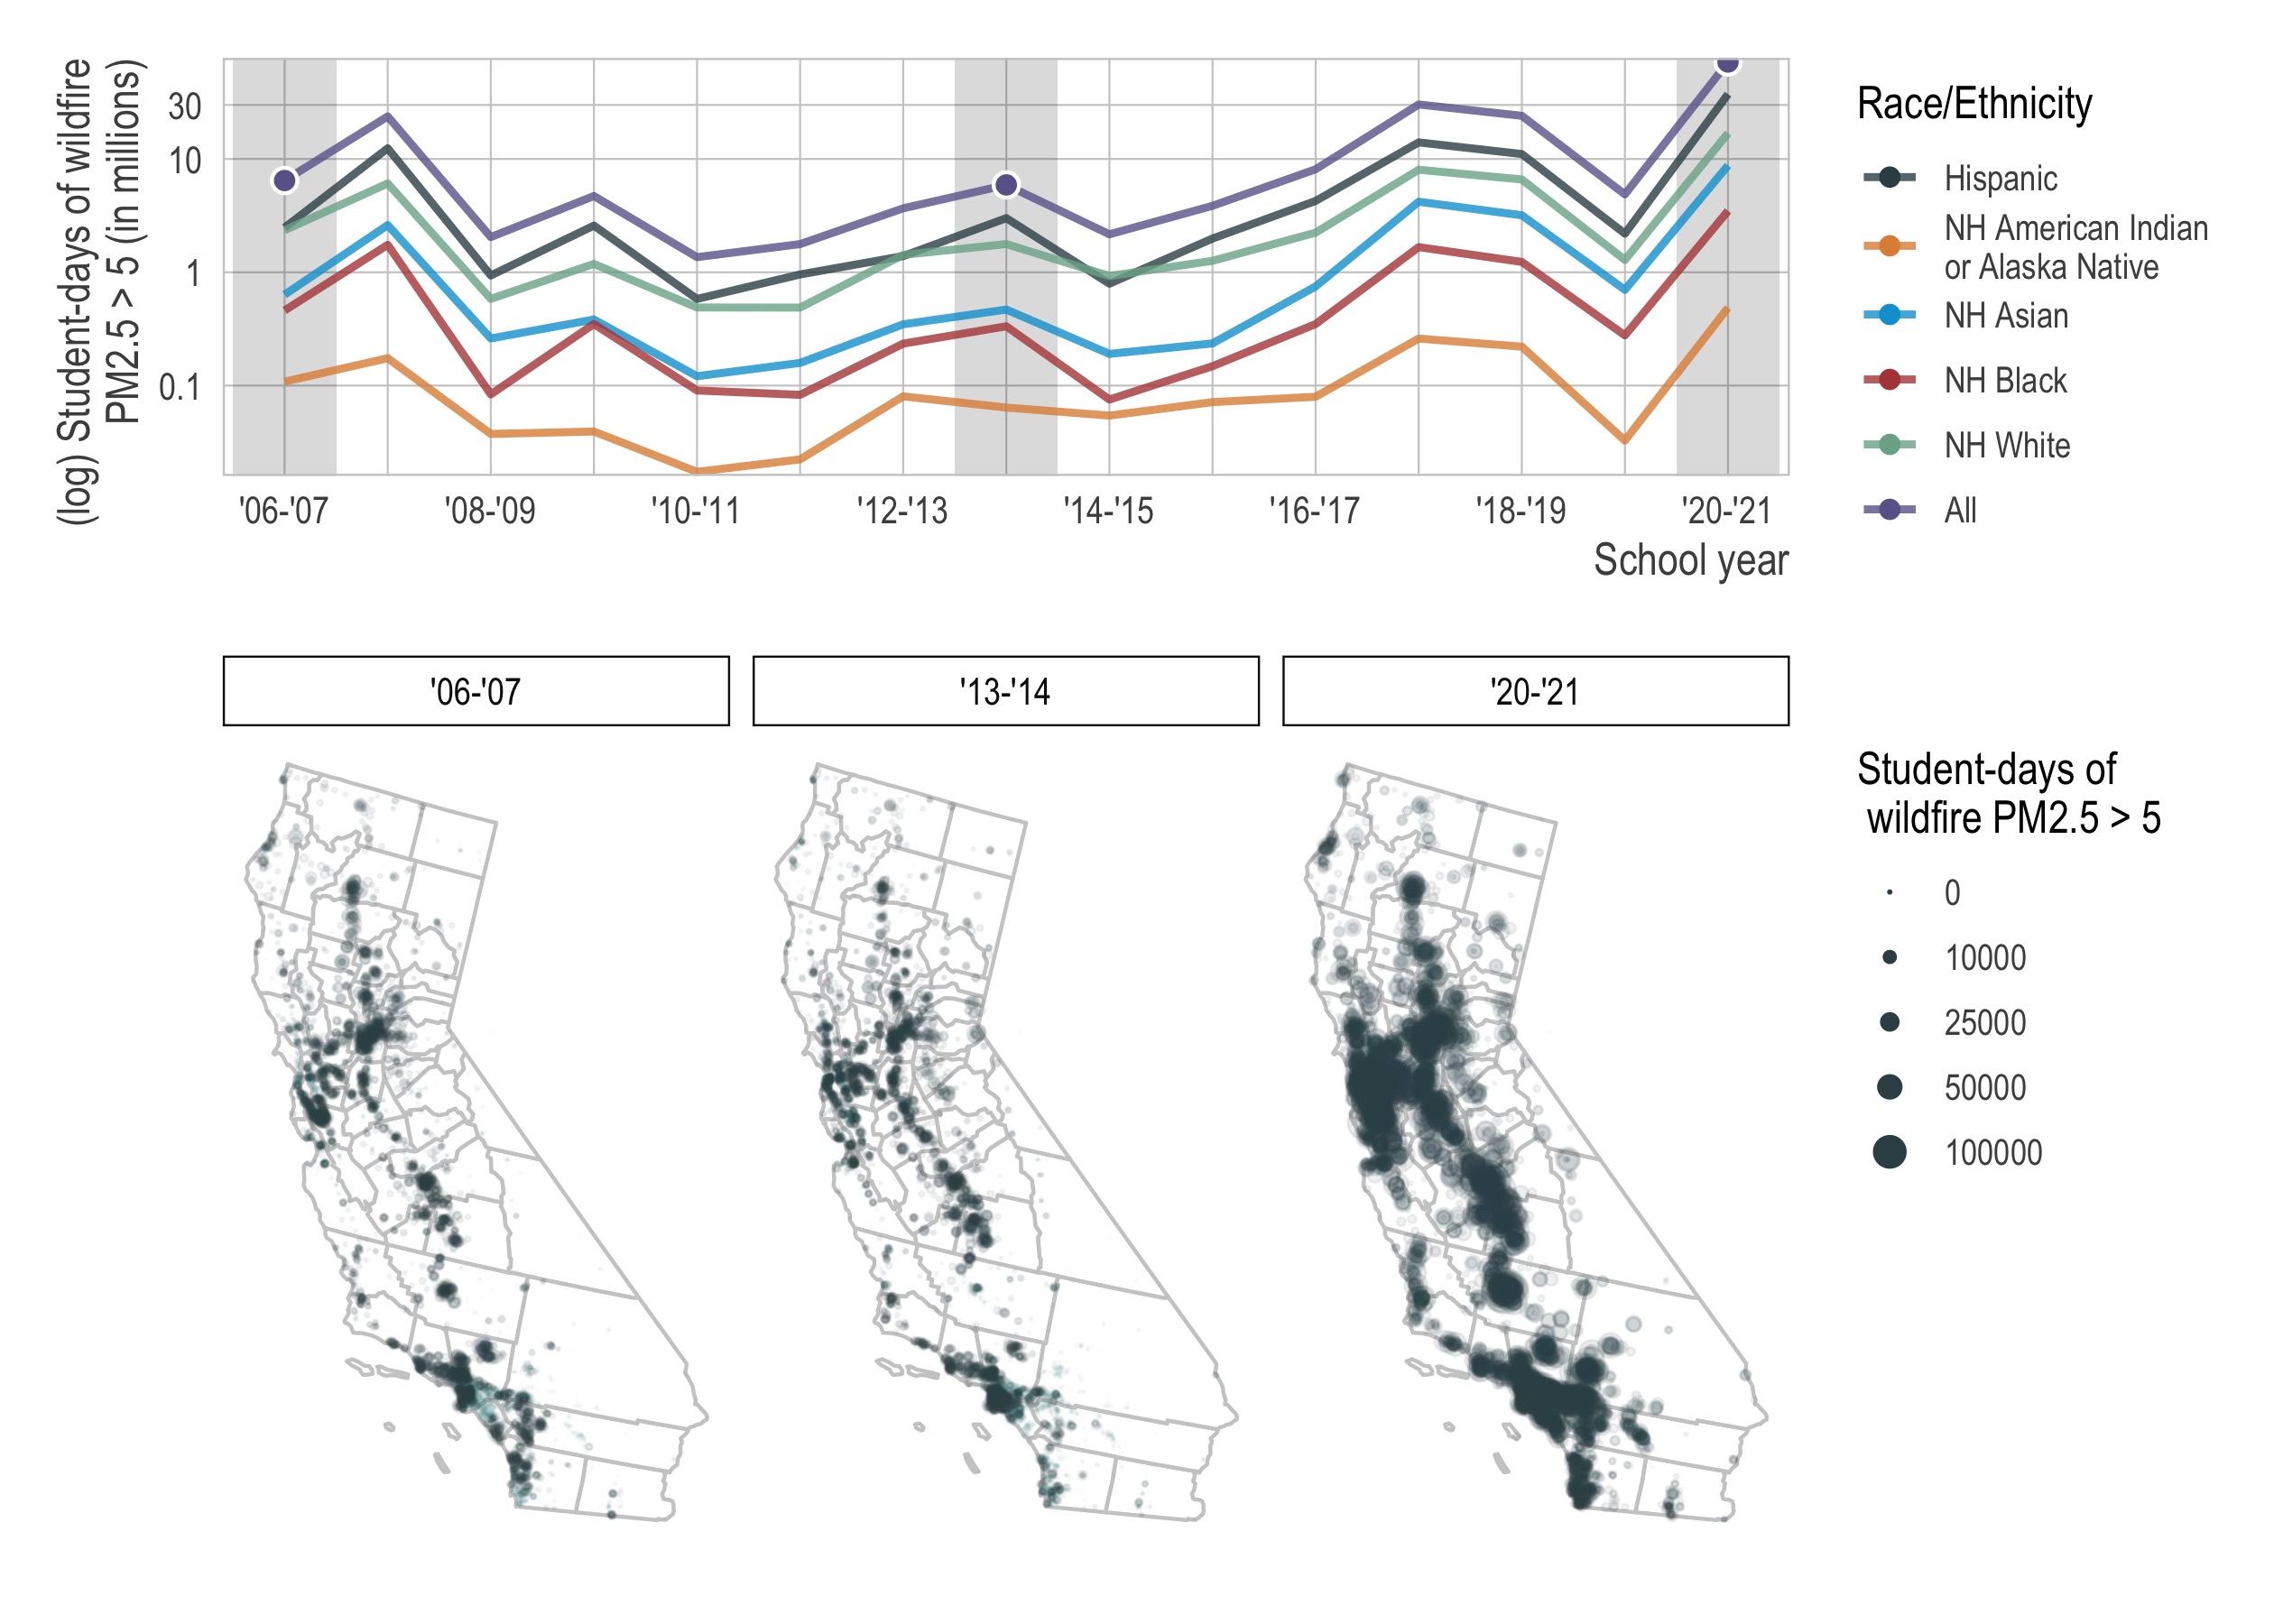 (log) Student-days of wildfire
PM2.5 > 5 (in millions)
30
10
1
0.1
'06-'07
'08-'09
'10-'11
'12-'13
'14-'15
'16-'17
'18-'19
'20-'21
School year
Race/Ethnicity
Hispanic
NH American Indian
or Alaska Native
NH Asian
NH Black
NH White
All
'06-'07
'13-'14
'20-'21
Student-days of
wildfire PM2.5 > 5
0
10000
25000
50000
100000